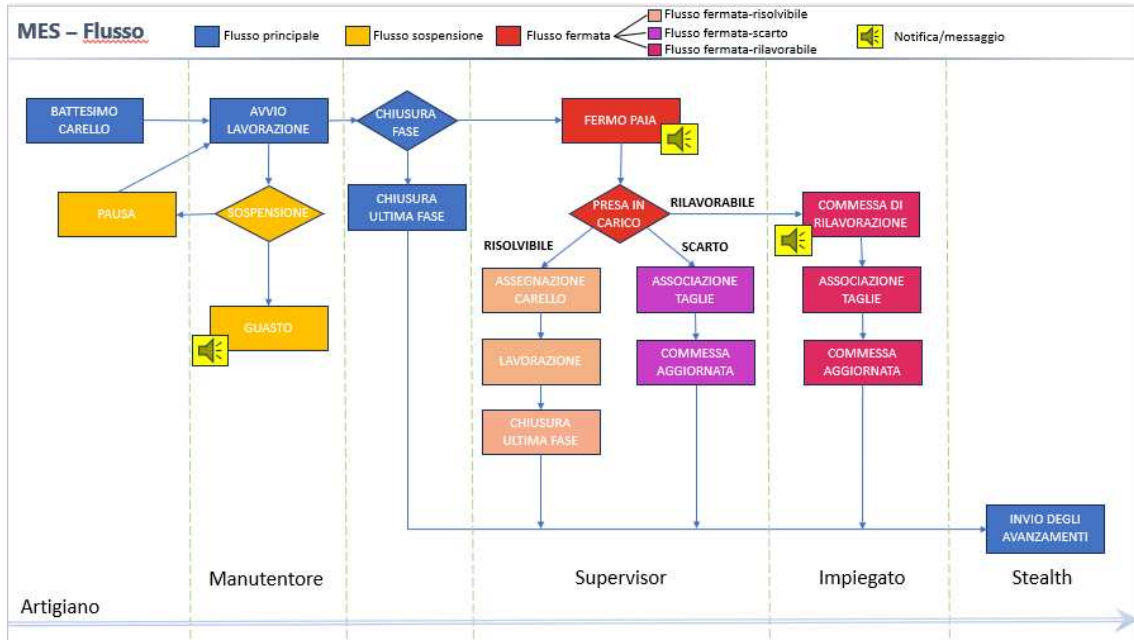 MES – Flusso
Flusso principale
Flusso sospensione
Flusso fermata
Flusso fermata-risolvibile
Flusso fermata-scarto
Flusso fermata-rilavorabile
Notifica/messaggio
BATTESIMO
CARELLO
AVVIO
LAVORAZIONE
CHIUSURA
FASE
FERMO PAIA
PAUSA
SOSPENSIONE
CHIUSURA
ULTIMA FASE
PRESA IN
CARICO
RILAVORABILE
COMMESSA DI
RILAVORAZIONE
RISOLVIBILE
SCARTO
ASSEGNAZIONE
CARELLO
ASSOCIAZIONE
TAGLIE
ASSOCIAZIONE
TAGLIE
GUASTO
LAVORAZIONE
COMMESSA
AGGIORNATA
COMMESSA
AGGIORNATA
CHIUSURA
ULTIMA FASE
INVIO DEGLI
AVANZAMENTI
Manutentore
Supervisor
Impiegato
Stealth
Artigiano